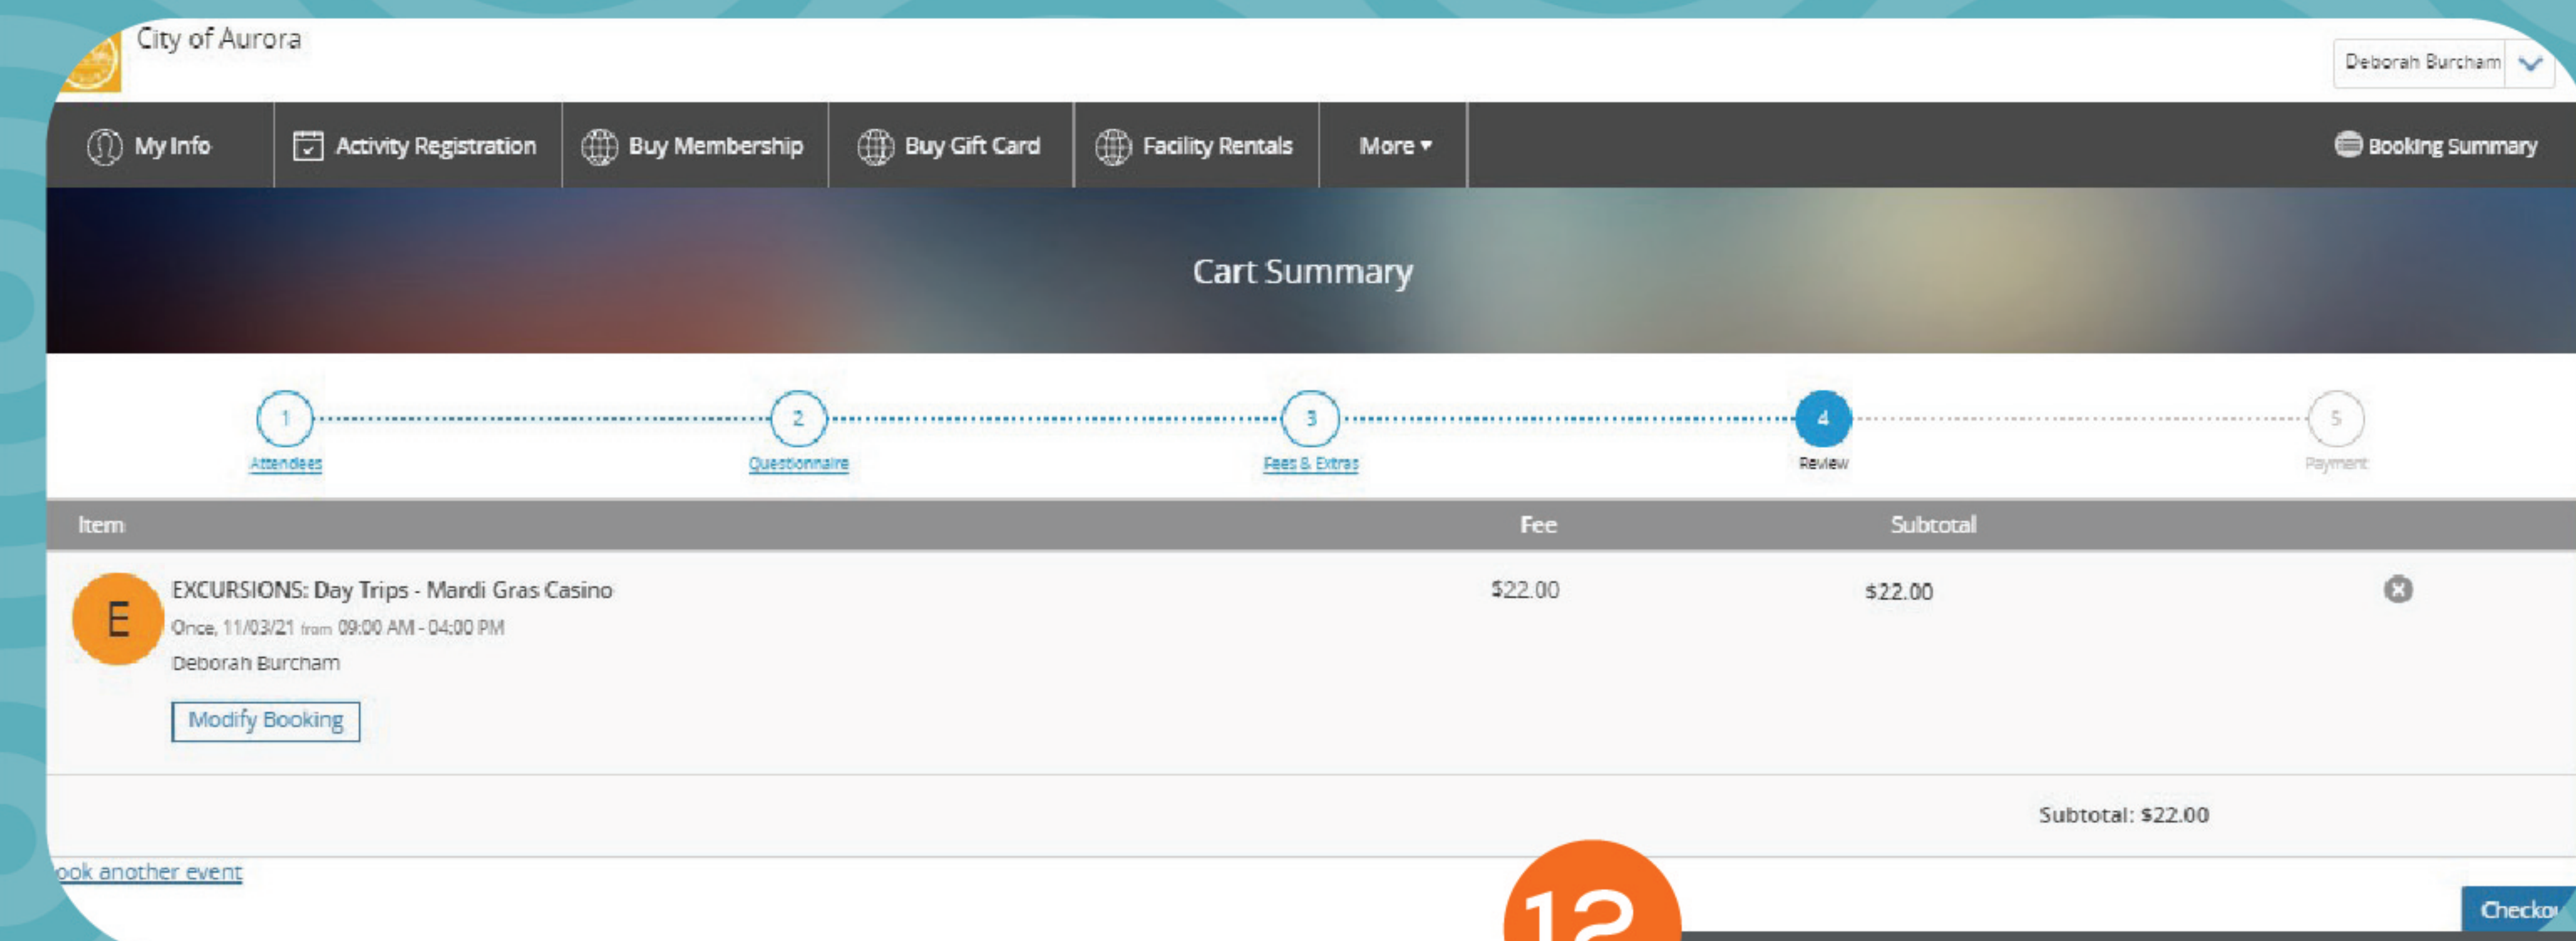 City of Aurora
Deborah Burcham
My Info
Activity Registration
Buy Membership
Buy Gift Card
Facility Rentals
More
Booking Summary
Cart Summary
1
2
3
4
5
Attendees
Questionnaire
Fees & Extras
Review
Payment
Item
Fee
Subtotal
E
EXCURSIONS: Day Trips - Mardi Gras Casino
$22.00
$22.00
Once, 11/03/21 from 09:00 AM - 04:00 PM
Deborah Burcham
Modify Booking
Subtotal: $22.00
ook another event
12
Checkou